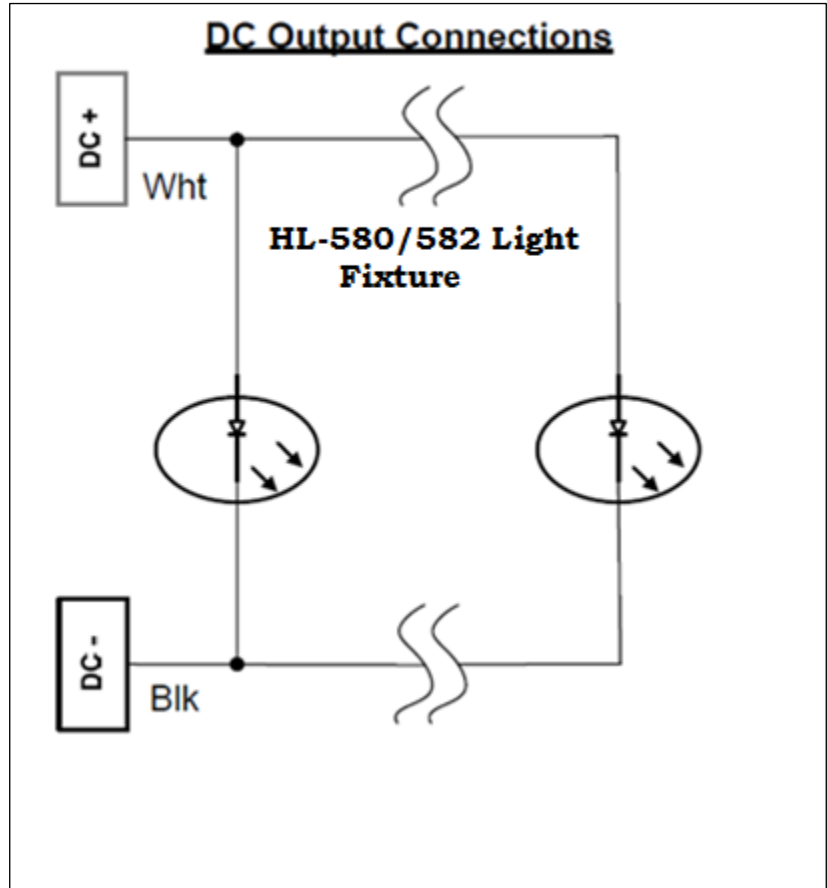 DC Output Connections
DC +
Wht
HL-580/582 Light
Fixture
DC -
Blk